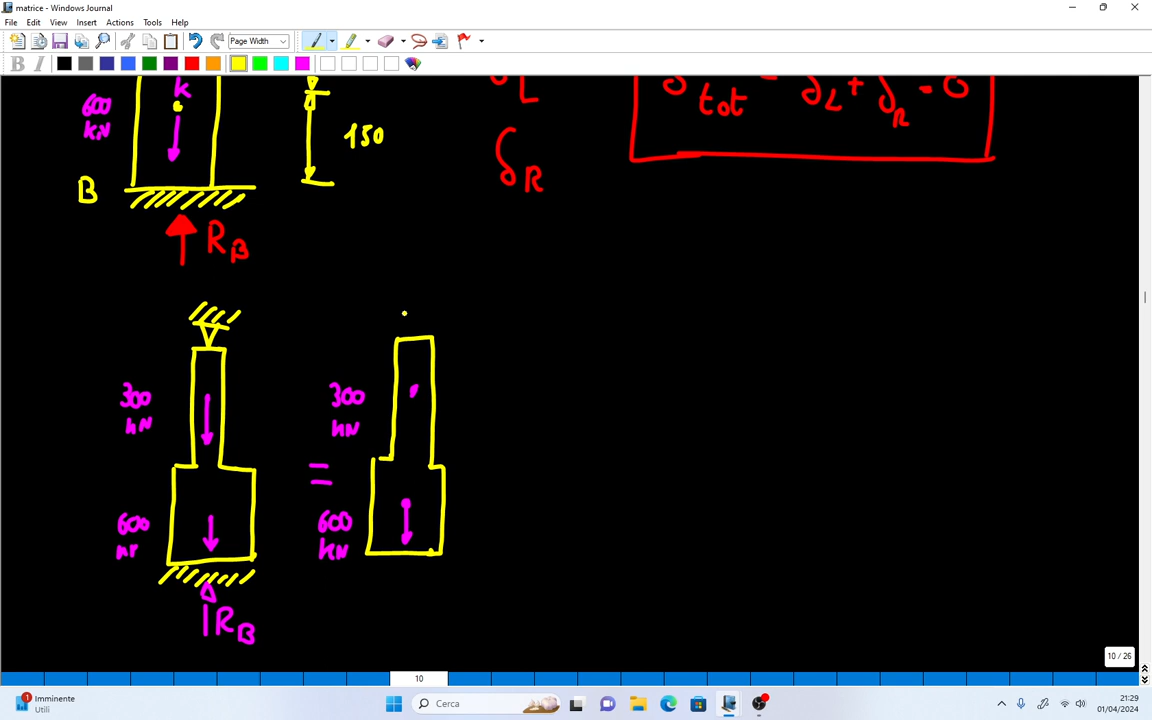 matrice - Windows Journal
File Edit View Insert Actions Tools Help
Page Width
B I
600
kN
K
150
B
R_B
δ_L
δ_R
δ_tot = δ_L + δ_R = 0
300
kN
600
R_B
=
300
kN
600
kN
10 / 26
10
1
Imminente
Utili
Cerca
21:29
01/04/2024